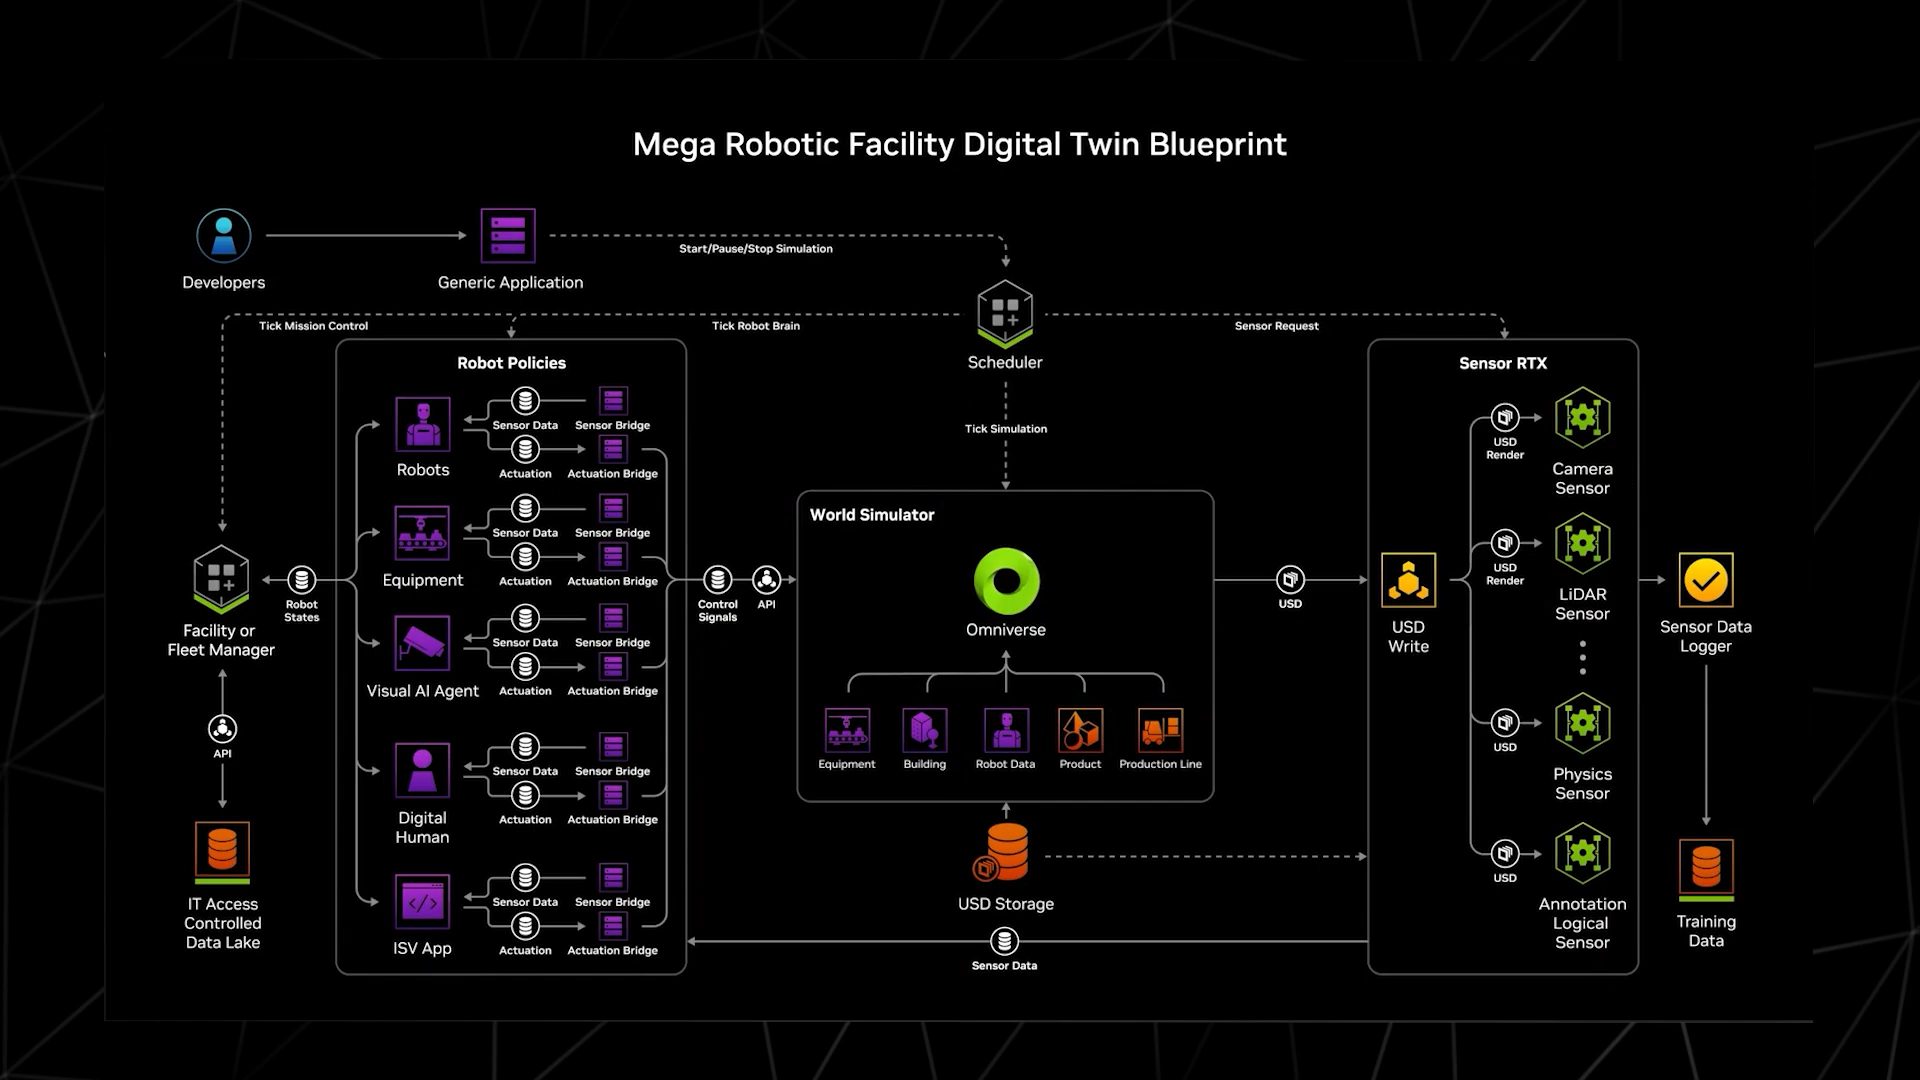 Mega Robotic Facility Digital Twin Blueprint
Developers
Generic Application
Start/Pause/Stop Simulation
Scheduler
Tick Mission Control
Tick Robot Brain
Sensor Request
Tick Simulation
Facility or
Fleet Manager
Robot
States
API
IT Access
Controlled
Data Lake
Robot Policies
Robots
Sensor Data
Sensor Bridge
Actuation
Actuation Bridge
Equipment
Sensor Data
Sensor Bridge
Actuation
Actuation Bridge
Visual AI Agent
Sensor Data
Sensor Bridge
Actuation
Actuation Bridge
Digital
Human
Sensor Data
Sensor Bridge
Actuation
Actuation Bridge
ISV App
Sensor Data
Sensor Bridge
Actuation
Actuation Bridge
Control
Signals
API
World Simulator
Omniverse
Equipment
Building
Robot Data
Product
Production Line
USD Storage
Sensor Data
USD
Sensor RTX
USD
Write
USD
Render
Camera
Sensor
USD
Render
LiDAR
Sensor
USD
Physics
Sensor
USD
Annotation
Logical
Sensor
Sensor Data
Logger
Training
Data